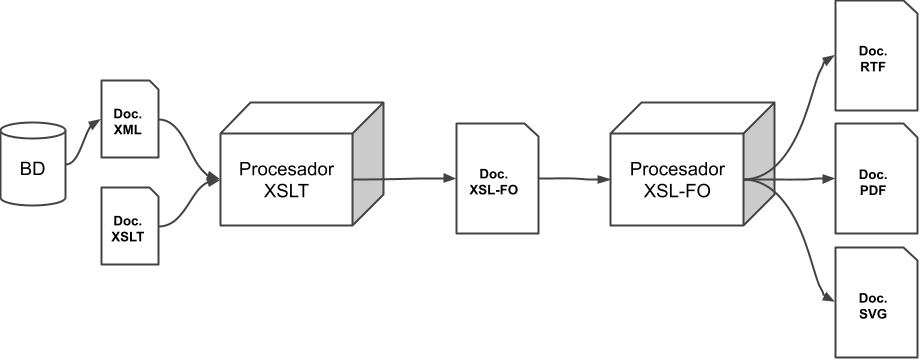 BD
Doc.
XML
Doc.
XSLT
Procesador
XSLT
Doc.
XSL-FO
Procesador
XSL-FO
Doc.
RTF
Doc.
PDF
Doc.
SVG